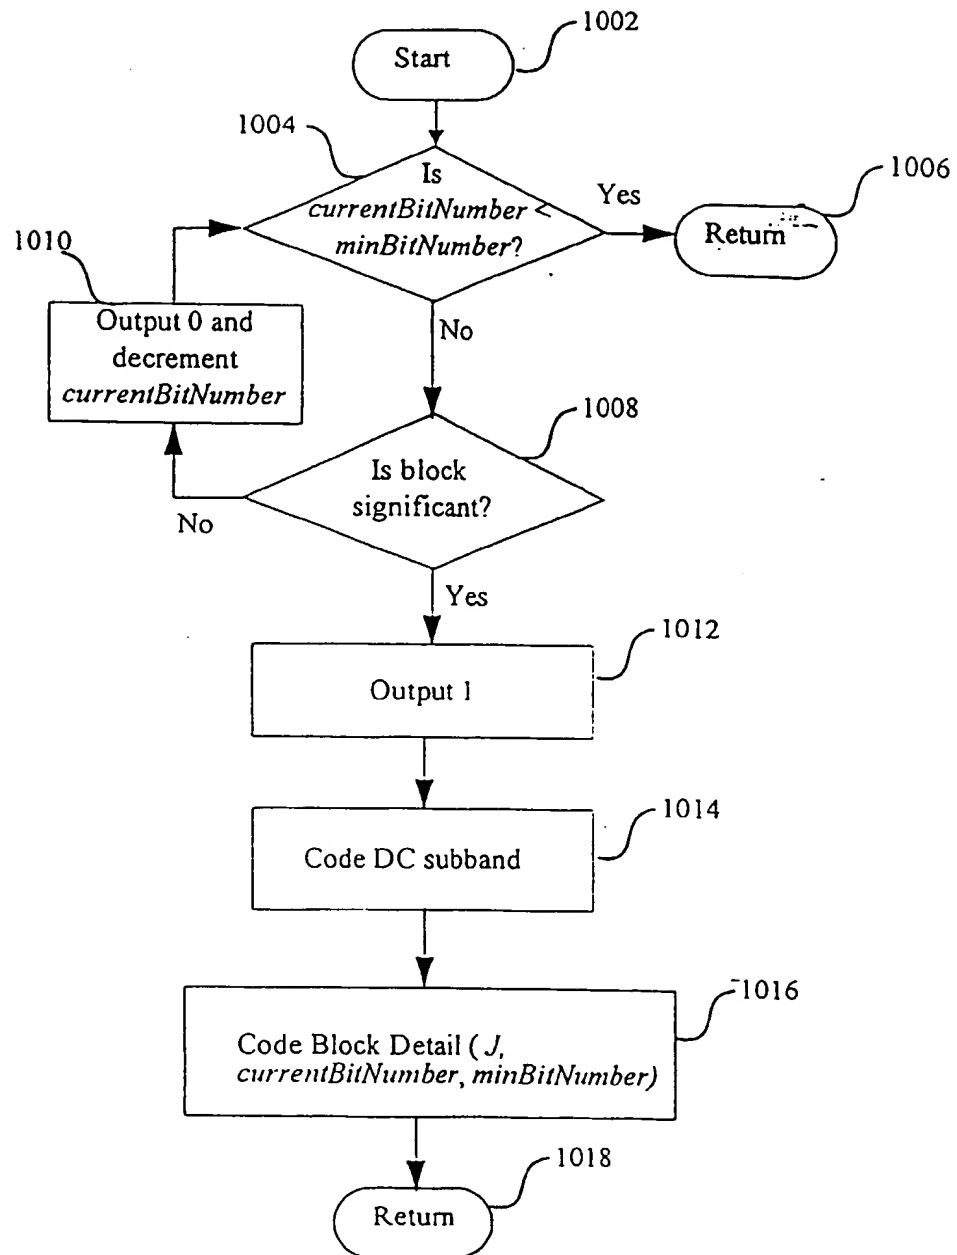 1002
Start
1004
Is
currentBitNumber <
minBitNumber?
Yes
1006
Return
1010
Output 0 and
decrement
currentBitNumber
No
1008
Is block
significant?
No
Yes
1012
Output 1
1014
Code DC subband
1016
Code Block Detail ( J,
currentBitNumber, minBitNumber)
1018
Return